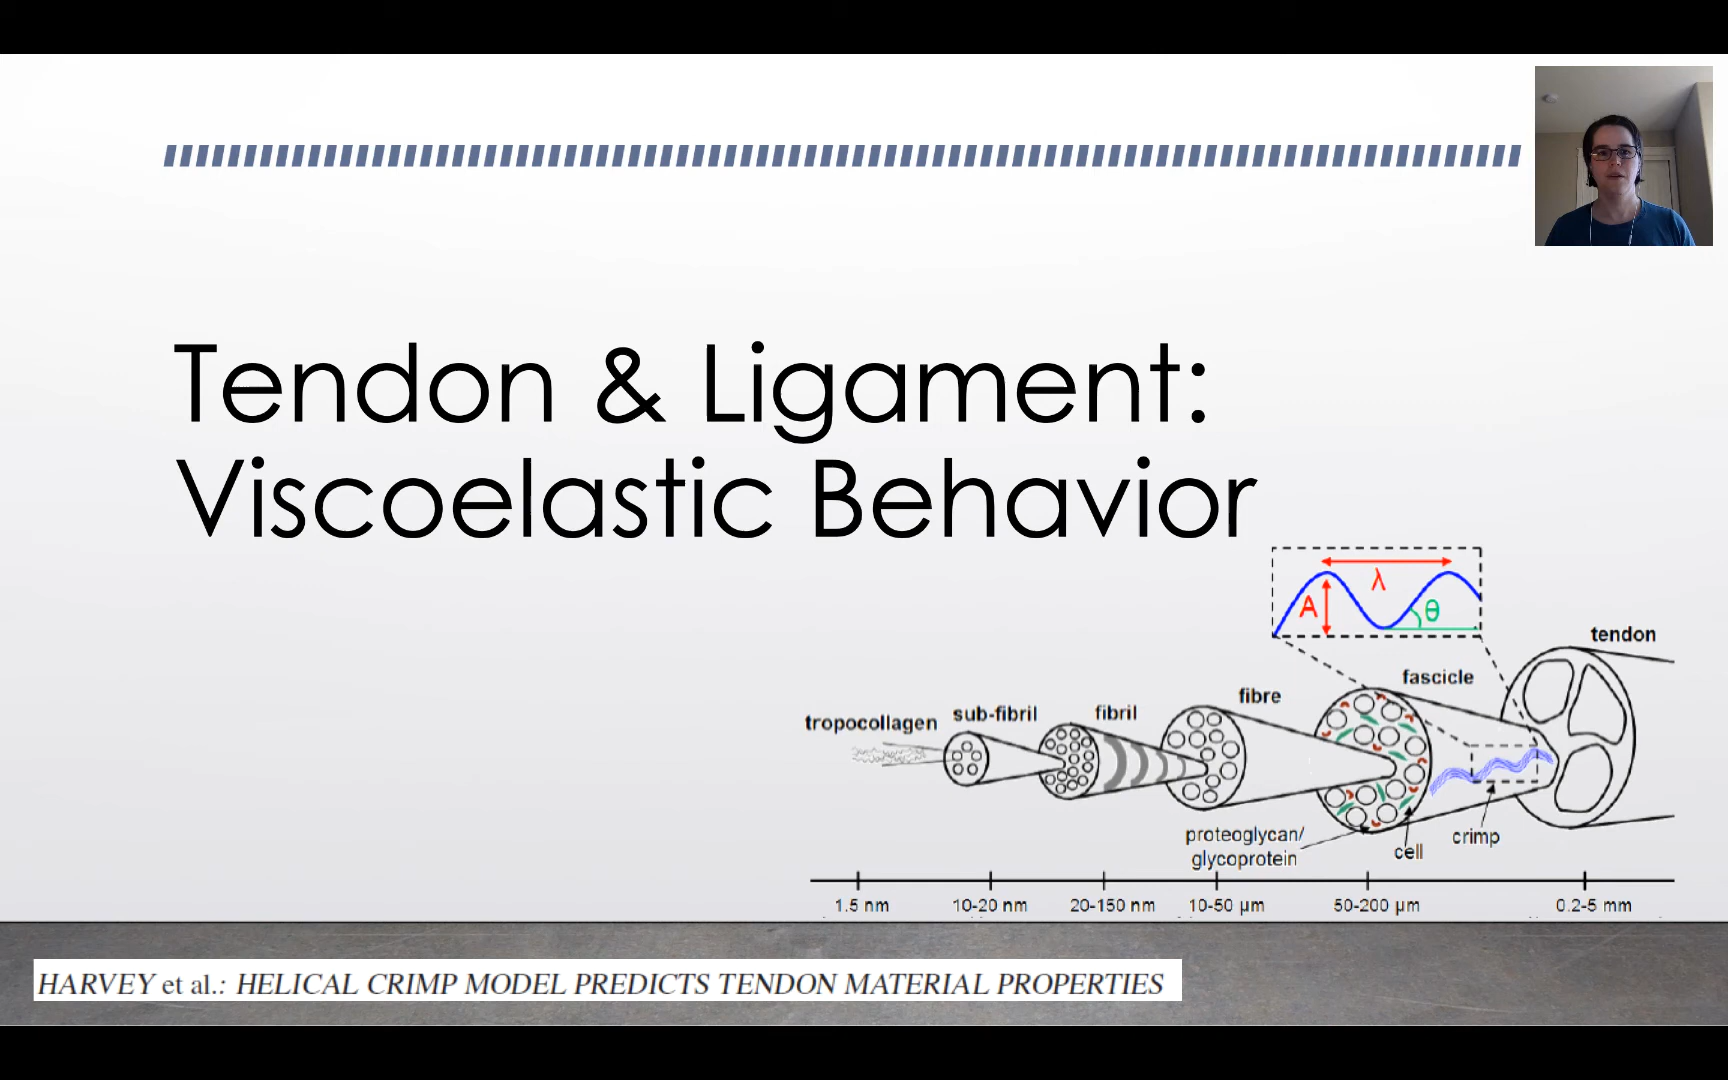 Tendon & Ligament:
Viscoelastic Behavior
λ
A
θ
tendon
fascicle
fibre
fibril
sub-fibril
tropocollagen
proteoglycan/
glycoprotein
cell
crimp
1.5 nm
10-20 nm
20-150 nm
10-50 μm
50-200 μm
0.2-5 mm
HARVEY et al.: HELICAL CRIMP MODEL PREDICTS TENDON MATERIAL PROPERTIES